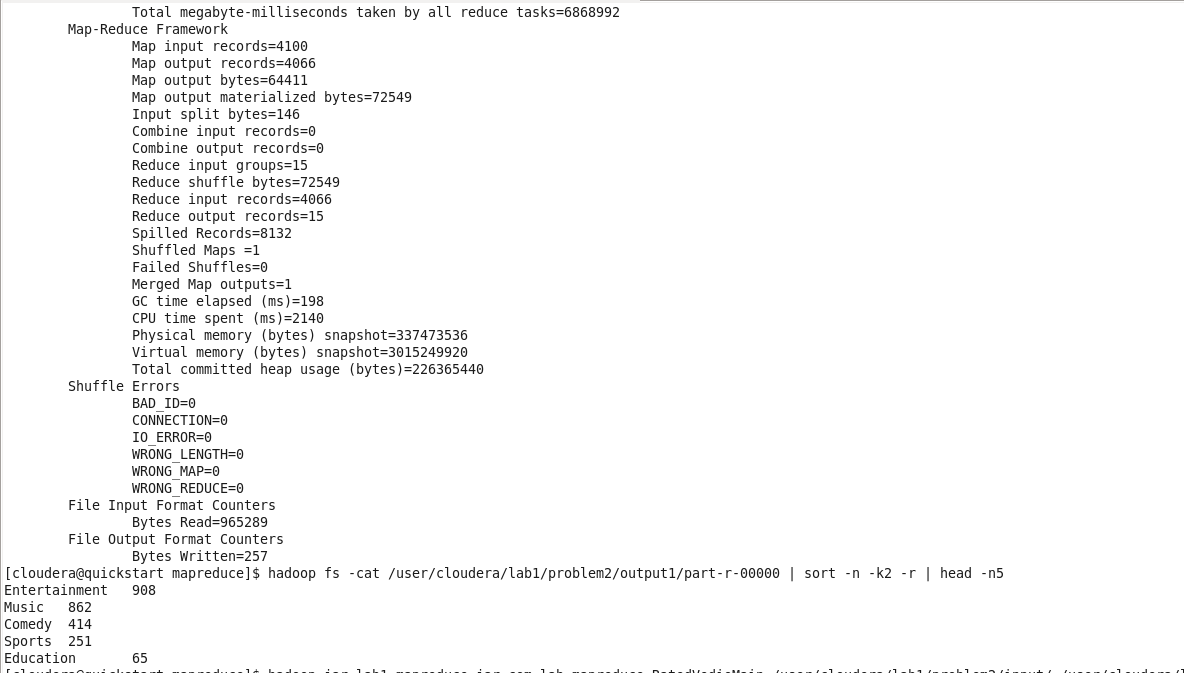 Total megabyte-milliseconds taken by all reduce tasks=6868992
Map-Reduce Framework
Map input records=4100
Map output records=4066
Map output bytes=64411
Map output materialized bytes=72549
Input split bytes=146
Combine input records=0
Combine output records=0
Reduce input groups=15
Reduce shuffle bytes=72549
Reduce input records=4066
Reduce output records=15
Spilled Records=8132
Shuffled Maps =1
Failed Shuffles=0
Merged Map outputs=1
GC time elapsed (ms)=198
CPU time spent (ms)=2140
Physical memory (bytes) snapshot=337473536
Virtual memory (bytes) snapshot=3015249920
Total committed heap usage (bytes)=226365440
Shuffle Errors
BAD_ID=0
CONNECTION=0
IO_ERROR=0
WRONG_LENGTH=0
WRONG_MAP=0
WRONG_REDUCE=0
File Input Format Counters
Bytes Read=965289
File Output Format Counters
Bytes Written=257
[cloudera@quickstart mapreduce]$ hadoop fs -cat /user/cloudera/lab1/problem2/output1/part-r-00000 | sort -n -k2 -r | head -n5
Entertainment 908
Music 862
Comedy 414
Sports 251
Education 65
[cloudera@quickstart mapreduce]$ hadoop jar